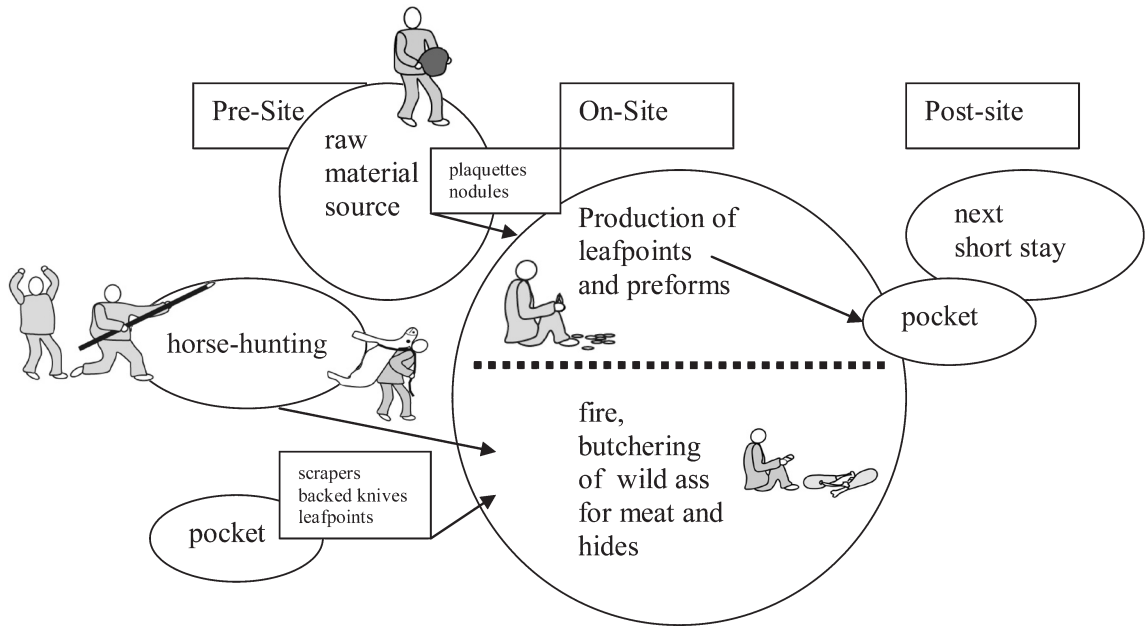 Pre-Site
On-Site
Post-site
raw
material
source
plaquettes
nodules
Production of
leafpoints
and preforms
next
short stay
pocket
horse-hunting
fire,
butchering
of wild ass
for meat and
hides
scrapers
backed knives
leafpoints
pocket